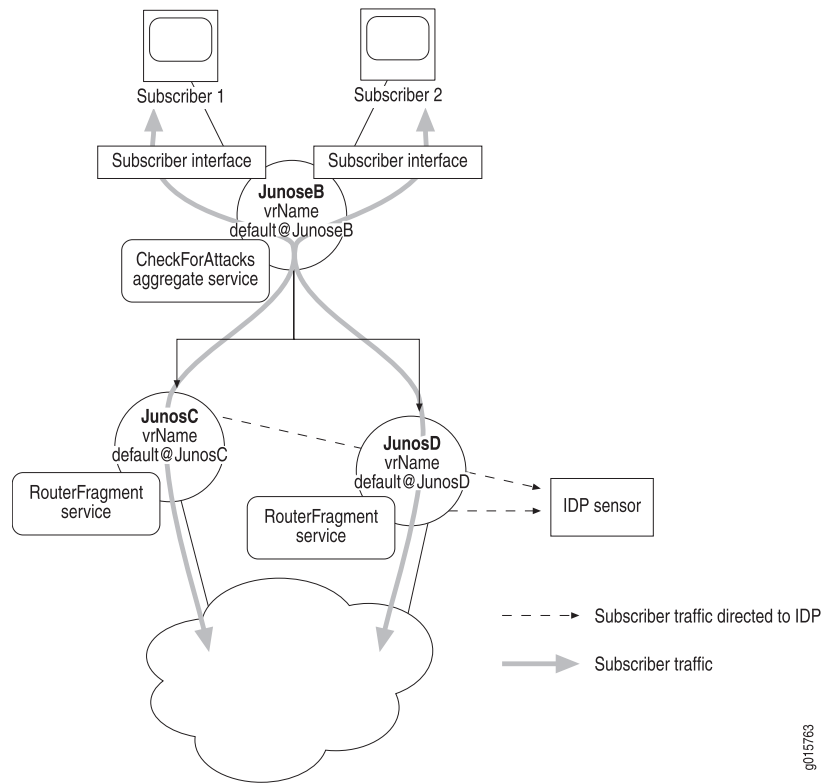 Subscriber 1
Subscriber 2
Subscriber interface
Subscriber interface
JunoseB
vrName
default@JunoseB
CheckForAttacks
aggregate service
JunosC
vrName
default@JunosC
JunosD
vrName
default@JunosD
RouterFragment
service
RouterFragment
service
IDP sensor
Subscriber traffic directed to IDP
Subscriber traffic
g015763